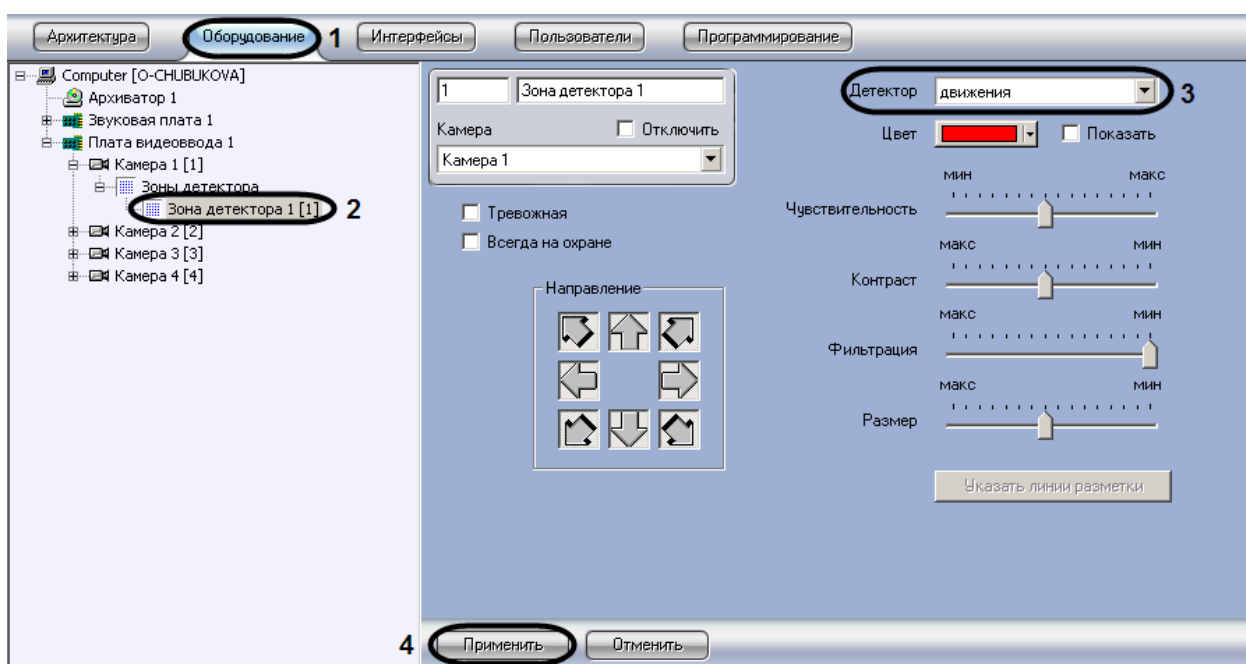 Архитектура Оборудование 1 Интерфейсы Пользователи Программирование
Computer [O-CHUBUKOVA]
Архиватор 1
Звуковая плата 1
Плата видеоввода 1
Камера 1 [1]
Зоны детектора
Зона детектора 1 [1] 2
Камера 2 [2]
Камера 3 [3]
Камера 4 [4]
1 Зона детектора 1
Камера Отключить
Камера 1
Тревожная
Всегда на охране
Направление
Детектор движения 3
Цвет Показать
мин макс
Чувствительность
макс мин
Контраст
макс мин
Фильтрация
макс мин
Размер
Указать линии разметки
4 Применить Отменить